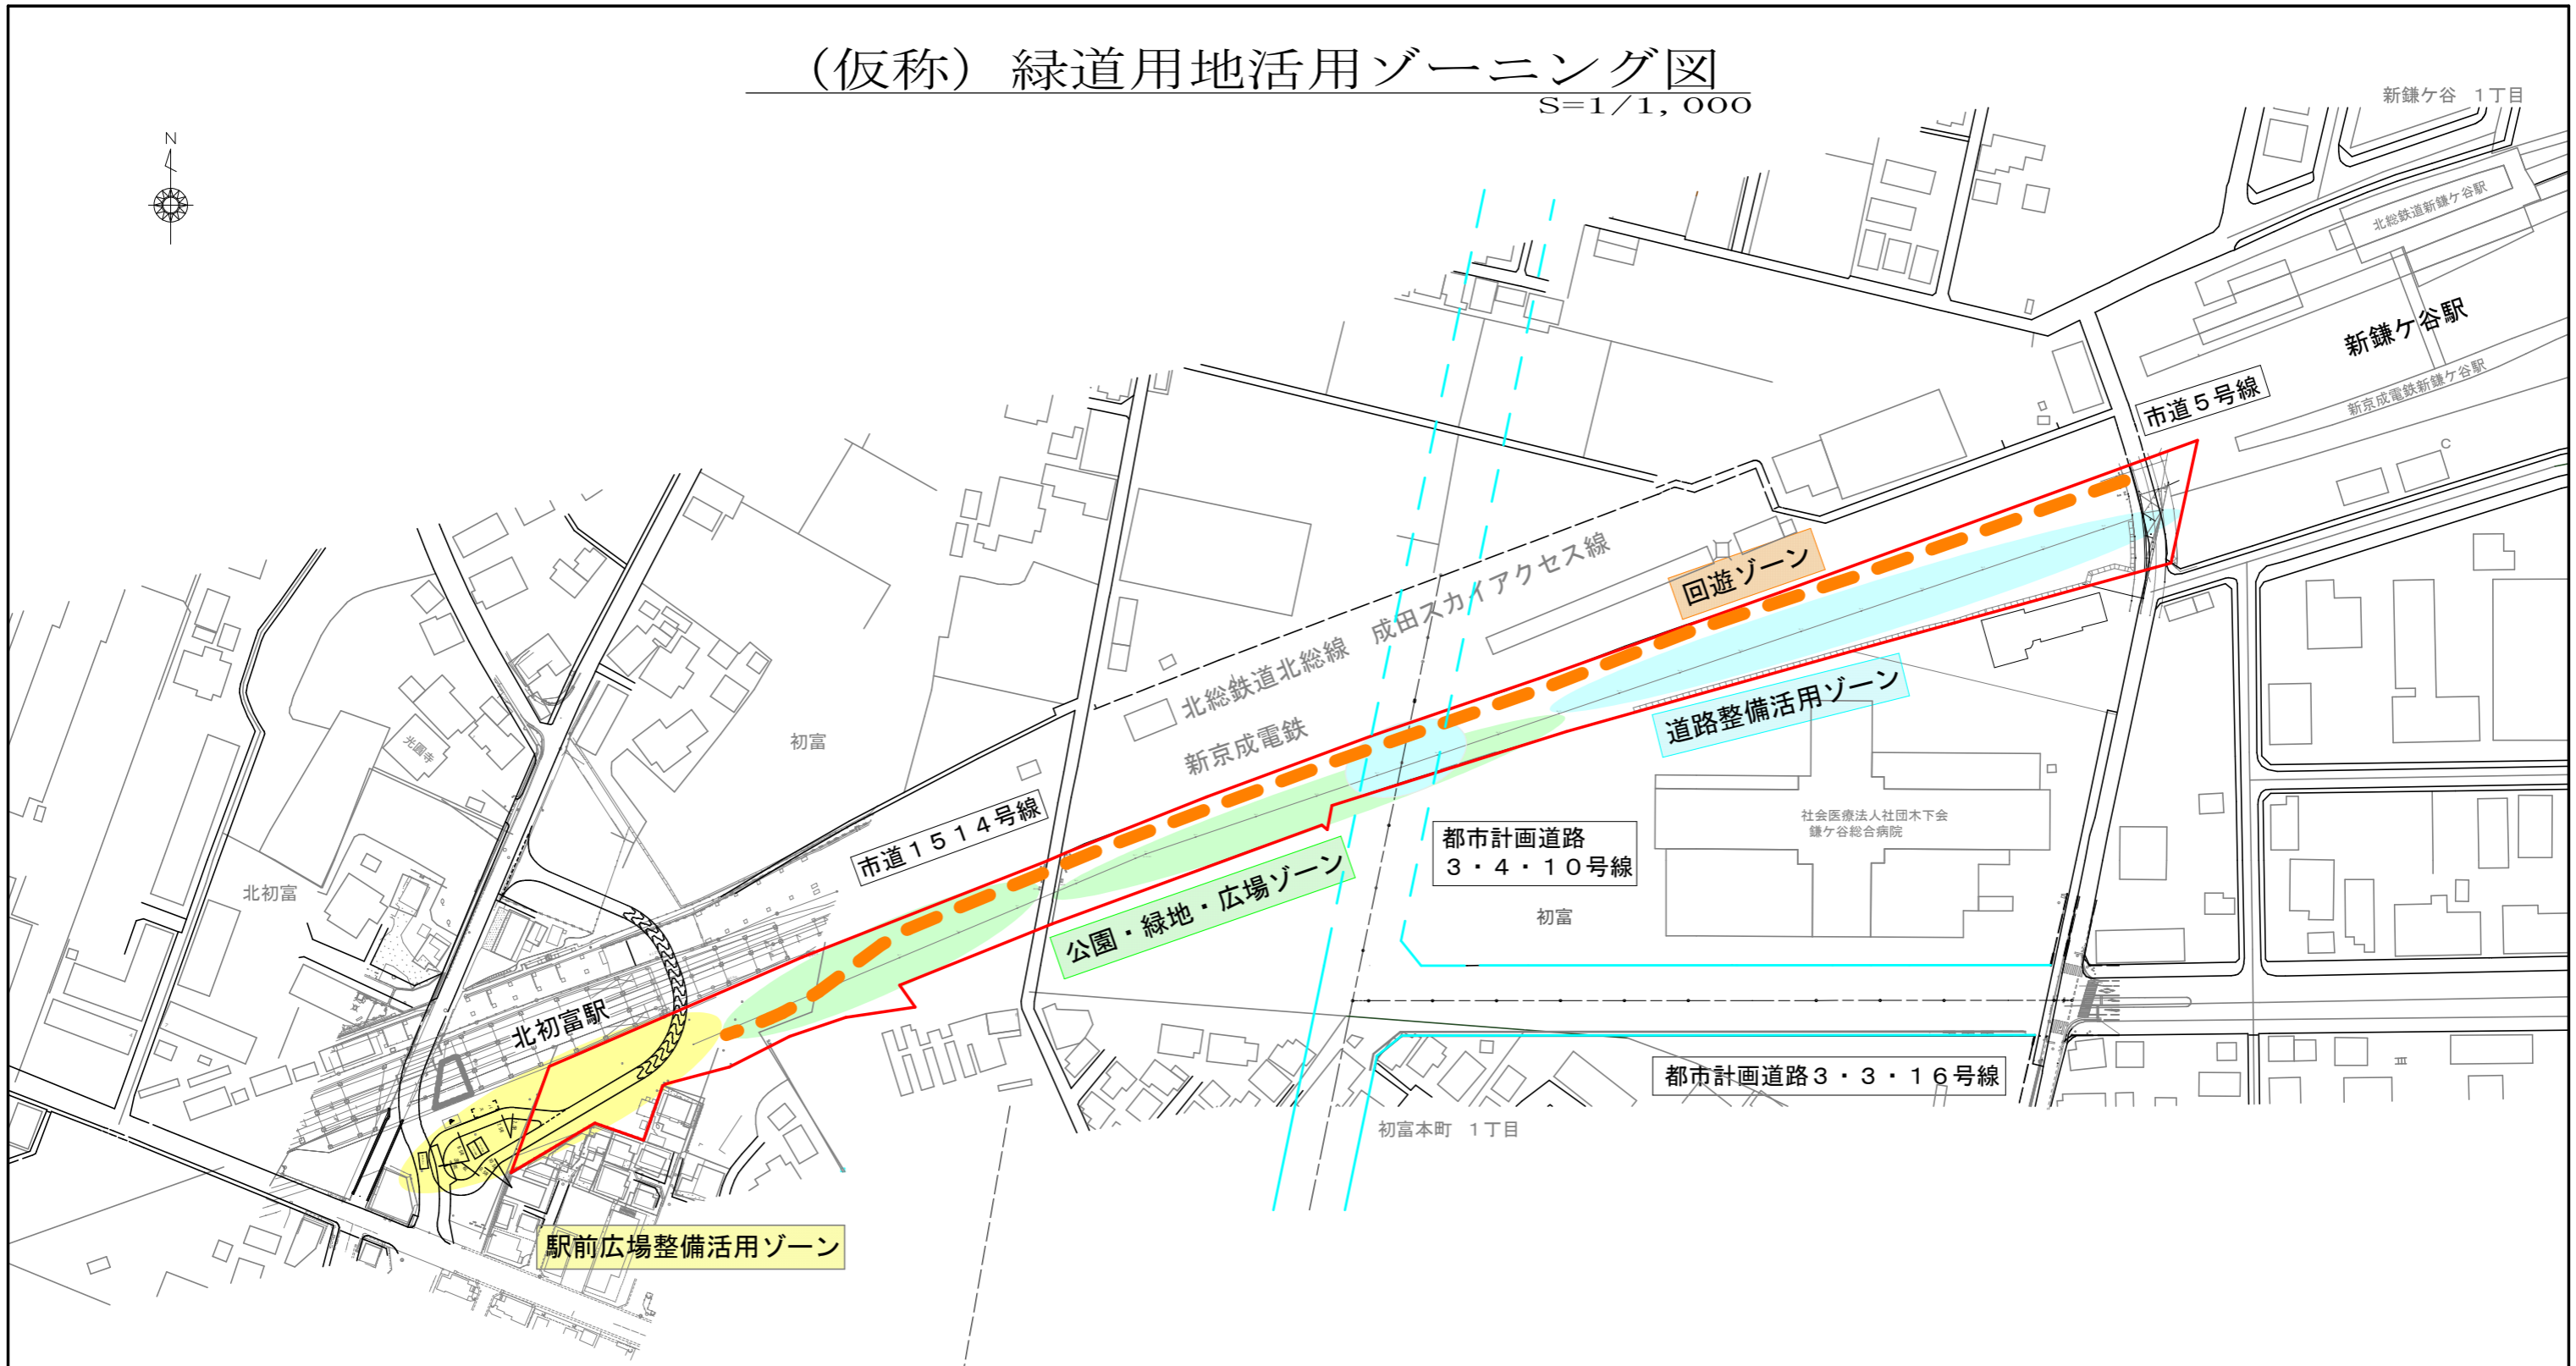 (仮称) 緑道用地活用ゾーニング図
S=1/1,000
新鎌ケ谷 1丁目
N
北総鉄道新鎌ケ谷駅
新鎌ケ谷駅
新京成電鉄新鎌ケ谷駅
市道5号線
C
回遊ゾーン
北総鉄道北総線 成田スカイアクセス線
新京成電鉄
道路整備活用ゾーン
光圓寺
初富
市道1514号線
都市計画道路
3・4・10号線
社会医療法人社団木下会
鎌ケ谷総合病院
北初富
公園・緑地・広場ゾーン
初富
北初富駅
都市計画道路3・3・16号線
初富本町 1丁目
駅前広場整備活用ゾーン